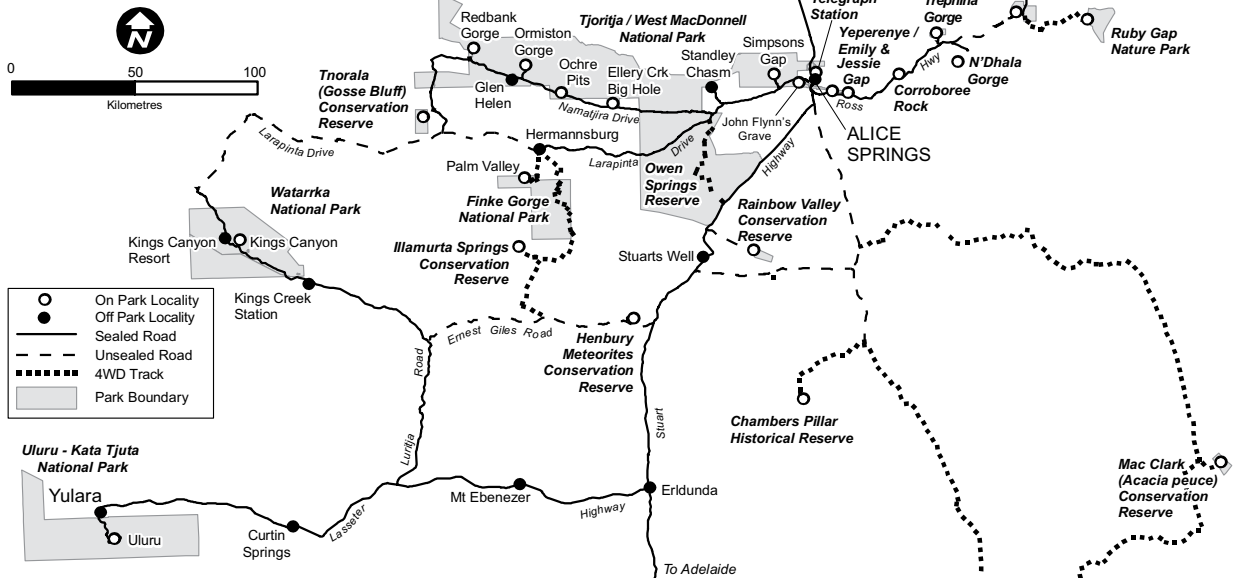 Telegraph
Station
Trephina
Gorge
Redbank
Gorge
Ormiston
Gorge
Tjoritja / West MacDonnell
National Park
Yeperenye /
Emily &
Jessie
Gap
Ruby Gap
Nature Park
N
Simpsons
Gap
Standley
Chasm
Hwy
N'Dhala
Gorge
0
50
100
Kilometres
Ochre
Pits
Ellery Crk
Big Hole
Tnorala
(Gosse Bluff)
Conservation
Reserve
Glen
Helen
Namatjira Drive
Ross
Corroboree
Rock
John Flynn's
Grave
ALICE
SPRINGS
Larapinta Drive
Hermannsburg
Larapinta
Drive
Highway
Palm Valley
Owen
Springs
Reserve
Watarrka
National Park
Finke Gorge
National Park
Rainbow Valley
Conservation
Reserve
Kings Canyon
Resort
Kings Canyon
Illamurta Springs
Conservation
Reserve
Stuarts Well
Kings Creek
Station
On Park Locality
Off Park Locality
Sealed Road
Unsealed Road
4WD Track
Park Boundary
Ernest Giles Road
Henbury
Meteorites
Conservation
Reserve
Road
Luritja
Stuart
Chambers Pillar
Historical Reserve
Uluru - Kata Tjuta
National Park
Yulara
Uluru
Curtin
Springs
Lasseter
Mt Ebenezer
Highway
Erldunda
Mac Clark
(Acacia peuce)
Conservation
Reserve
To Adelaide